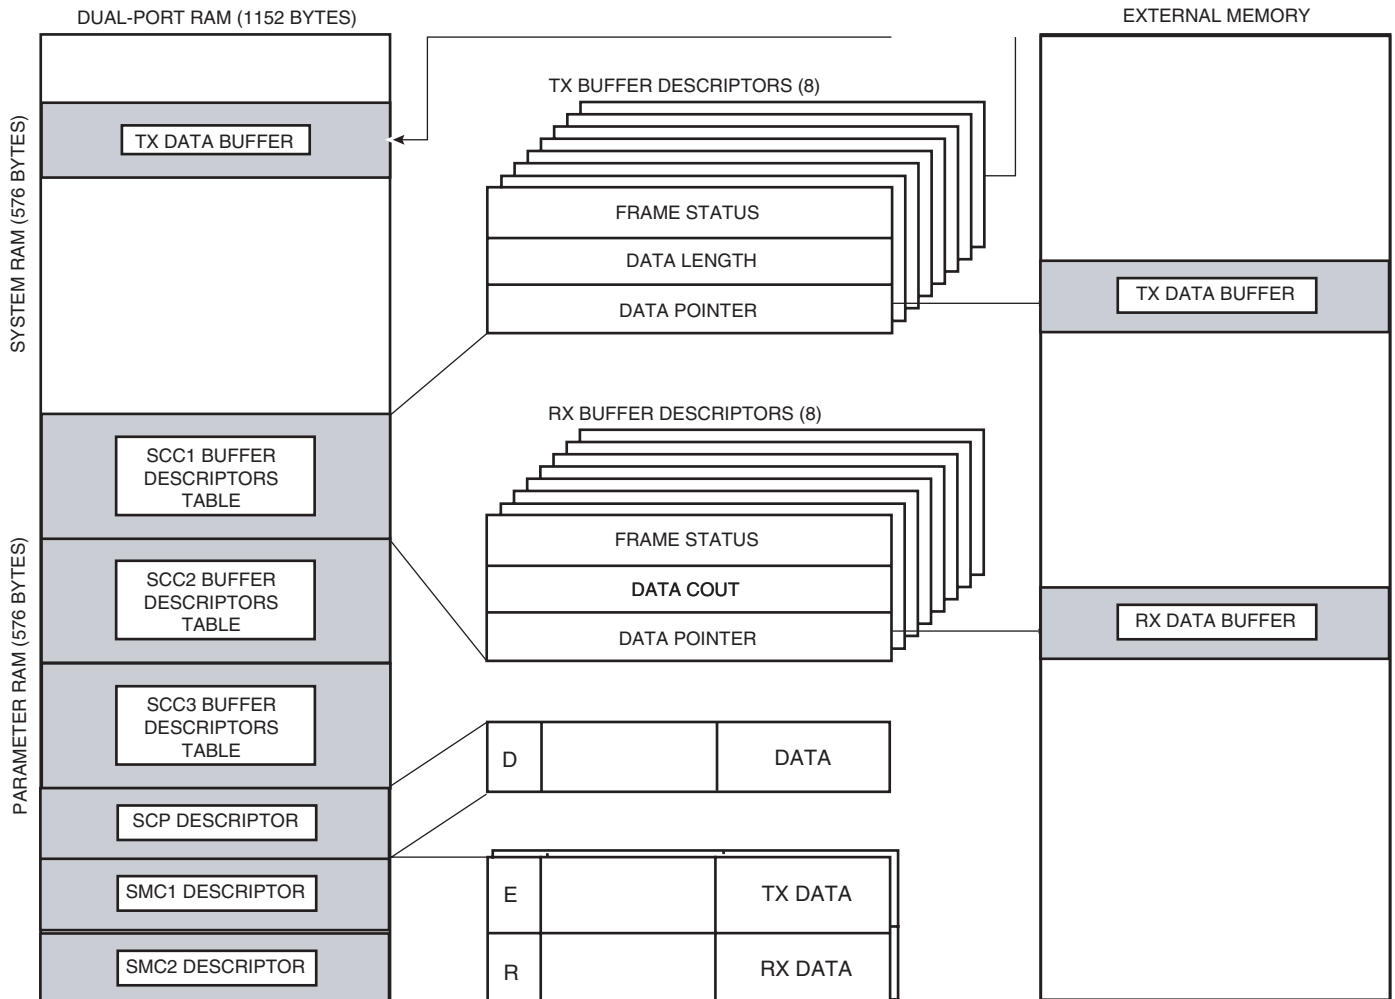 DUAL-PORT RAM (1152 BYTES)
EXTERNAL MEMORY
SYSTEM RAM (576 BYTES)
PARAMETER RAM (576 BYTES)
TX DATA BUFFER
SCC1 BUFFER
DESCRIPTORS
TABLE
SCC2 BUFFER
DESCRIPTORS
TABLE
SCC3 BUFFER
DESCRIPTORS
TABLE
SCP DESCRIPTOR
SMC1 DESCRIPTOR
SMC2 DESCRIPTOR
TX BUFFER DESCRIPTORS (8)
FRAME STATUS
DATA LENGTH
DATA POINTER
RX BUFFER DESCRIPTORS (8)
FRAME STATUS
DATA COUT
DATA POINTER
D
DATA
E
TX DATA
R
RX DATA
TX DATA BUFFER
RX DATA BUFFER